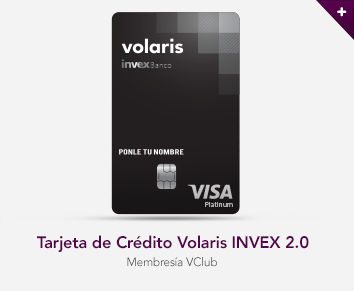 +
volaris
invex Banco
PONLE TU NOMBRE
VISA
Platinum
Tarjeta de Crédito Volaris INVEX 2.0
Membresía VClub